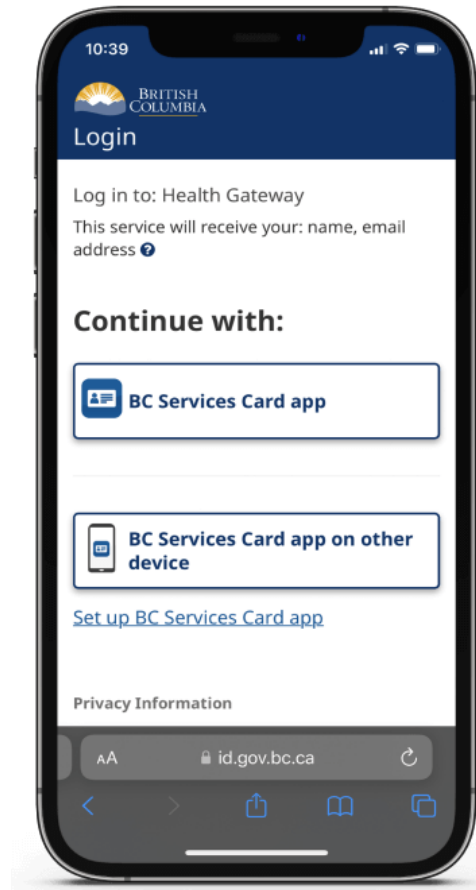 10:39
BRITISH
COLUMBIA
Login
Log in to: Health Gateway
This service will receive your: name, email
address ?
Continue with:
BC Services Card app
BC Services Card app on other
device
Set up BC Services Card app
Privacy Information
AA
id.gov.bc.ca